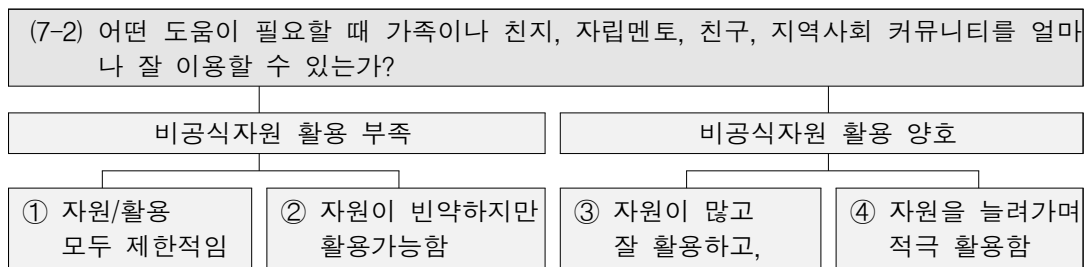 (7-2) 어떤 도움이 필요할 때 가족이나 친지, 자립멘토, 친구, 지역사회 커뮤니티를 얼마
나 잘 이용할 수 있는가?
비공식자원 활용 부족
비공식자원 활용 양호
① 자원/활용
모두 제한적임
② 자원이 빈약하지만
활용가능함
③ 자원이 많고
잘 활용하고,
④ 자원을 늘려가며
적극 활용함